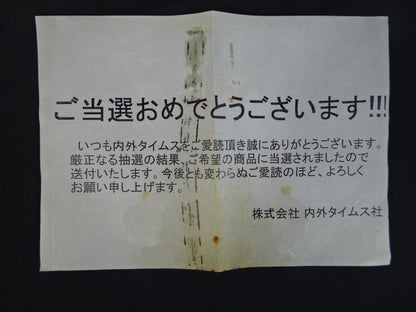 ご当選おめでとうございます!!!
いつも内外タイムスをご愛読頂き誠にありがとうございます。
厳正なる抽選の結果、ご希望の商品に当選されましたので
送付いたします。今後とも変わらぬご愛読のほど、よろしく
お願い申し上げます。
株式会社 内外タイムス社